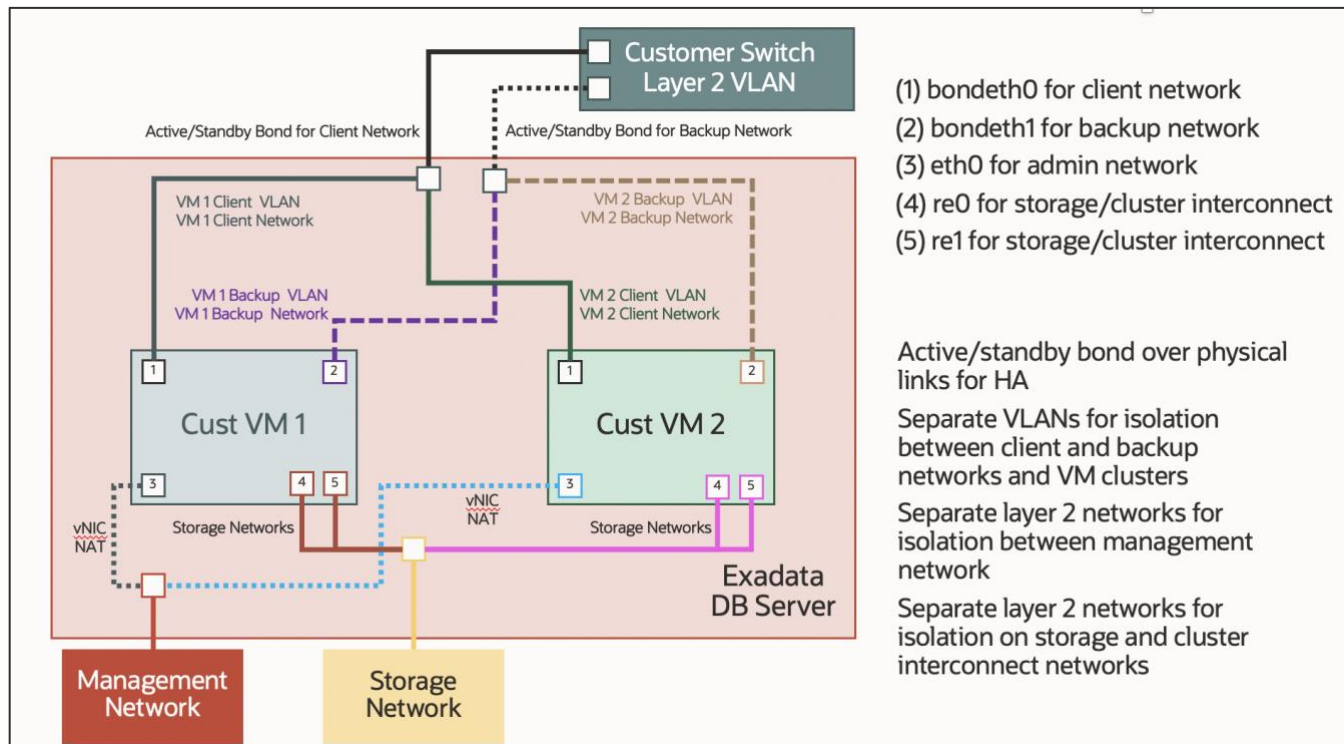 Customer Switch
Layer 2 VLAN
Active/Standby Bond for Client Network
Active/Standby Bond for Backup Network
VM 1 Client VLAN
VM 1 Client Network
VM 2 Backup VLAN
VM 2 Backup Network
VM 1 Backup VLAN
VM 1 Backup Network
VM 2 Client VLAN
VM 2 Client Network
1
2
Cust VM 1
3
4
5
1
2
Cust VM 2
3
4
5
vNIC
NAT
Storage Networks
vNIC
NAT
Storage Networks
Exadata
DB Server
Management
Network
Storage
Network
(1) bondeth0 for client network
(2) bondeth1 for backup network
(3) eth0 for admin network
(4) re0 for storage/cluster interconnect
(5) re1 for storage/cluster interconnect
Active/standby bond over physical
links for HA
Separate VLANs for isolation
between client and backup
networks and VM clusters
Separate layer 2 networks for
isolation between management
network
Separate layer 2 networks for
isolation on storage and cluster
interconnect networks